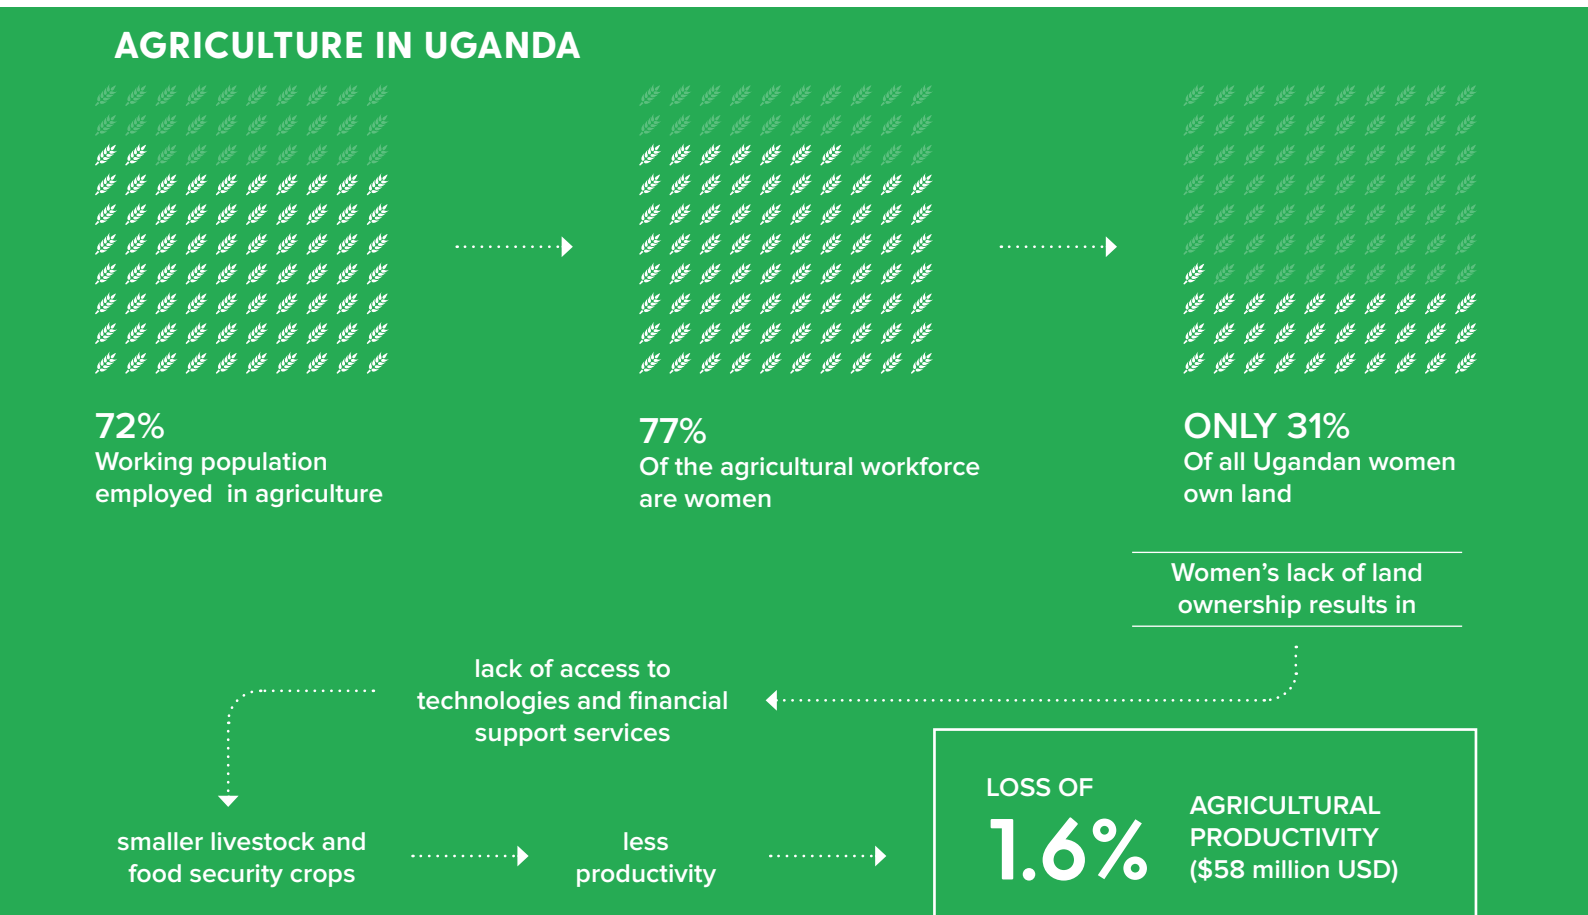 AGRICULTURE IN UGANDA
72%
Working population
employed in agriculture
77%
Of the agricultural workforce
are women
ONLY 31%
Of all Ugandan women
own land
Women’s lack of land
ownership results in
lack of access to
technologies and financial
support services
smaller livestock and
food security crops
less
productivity
LOSS OF
1.6%
AGRICULTURAL
PRODUCTIVITY
($58 million USD)